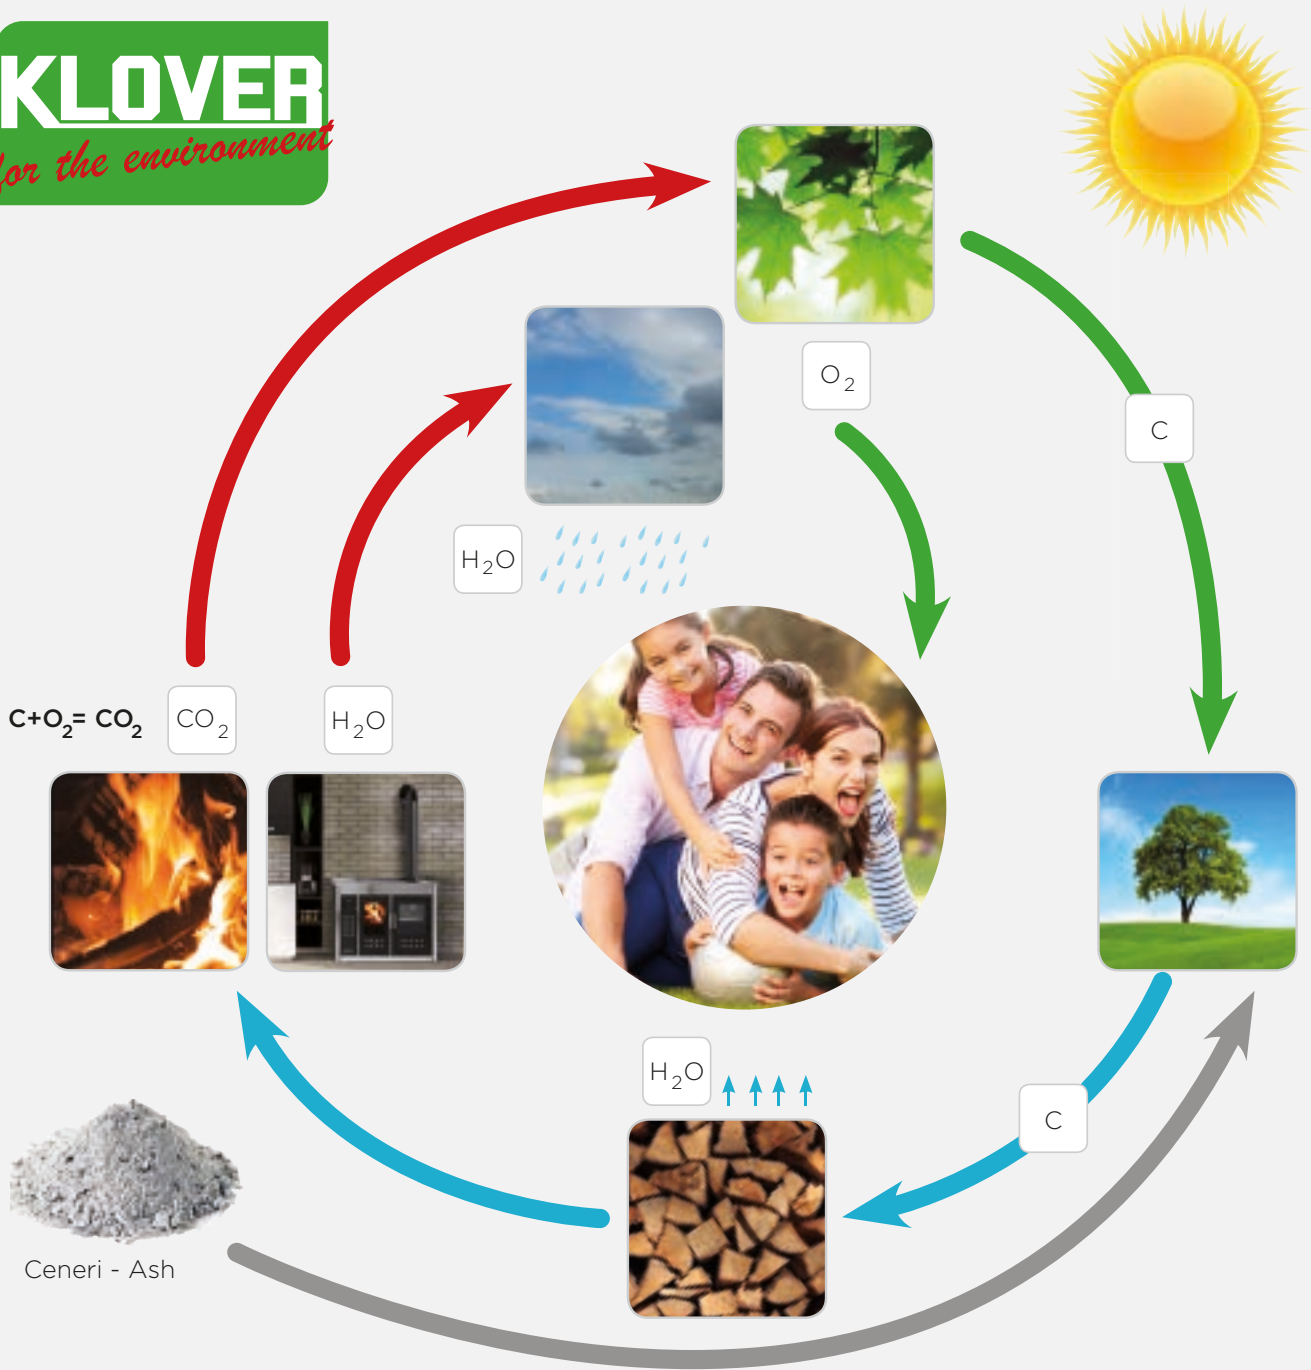 KLOVER
for the environment
O2
C
H2O
C+O2= CO2
CO2
H2O
H2O
C
Ceneri - Ash